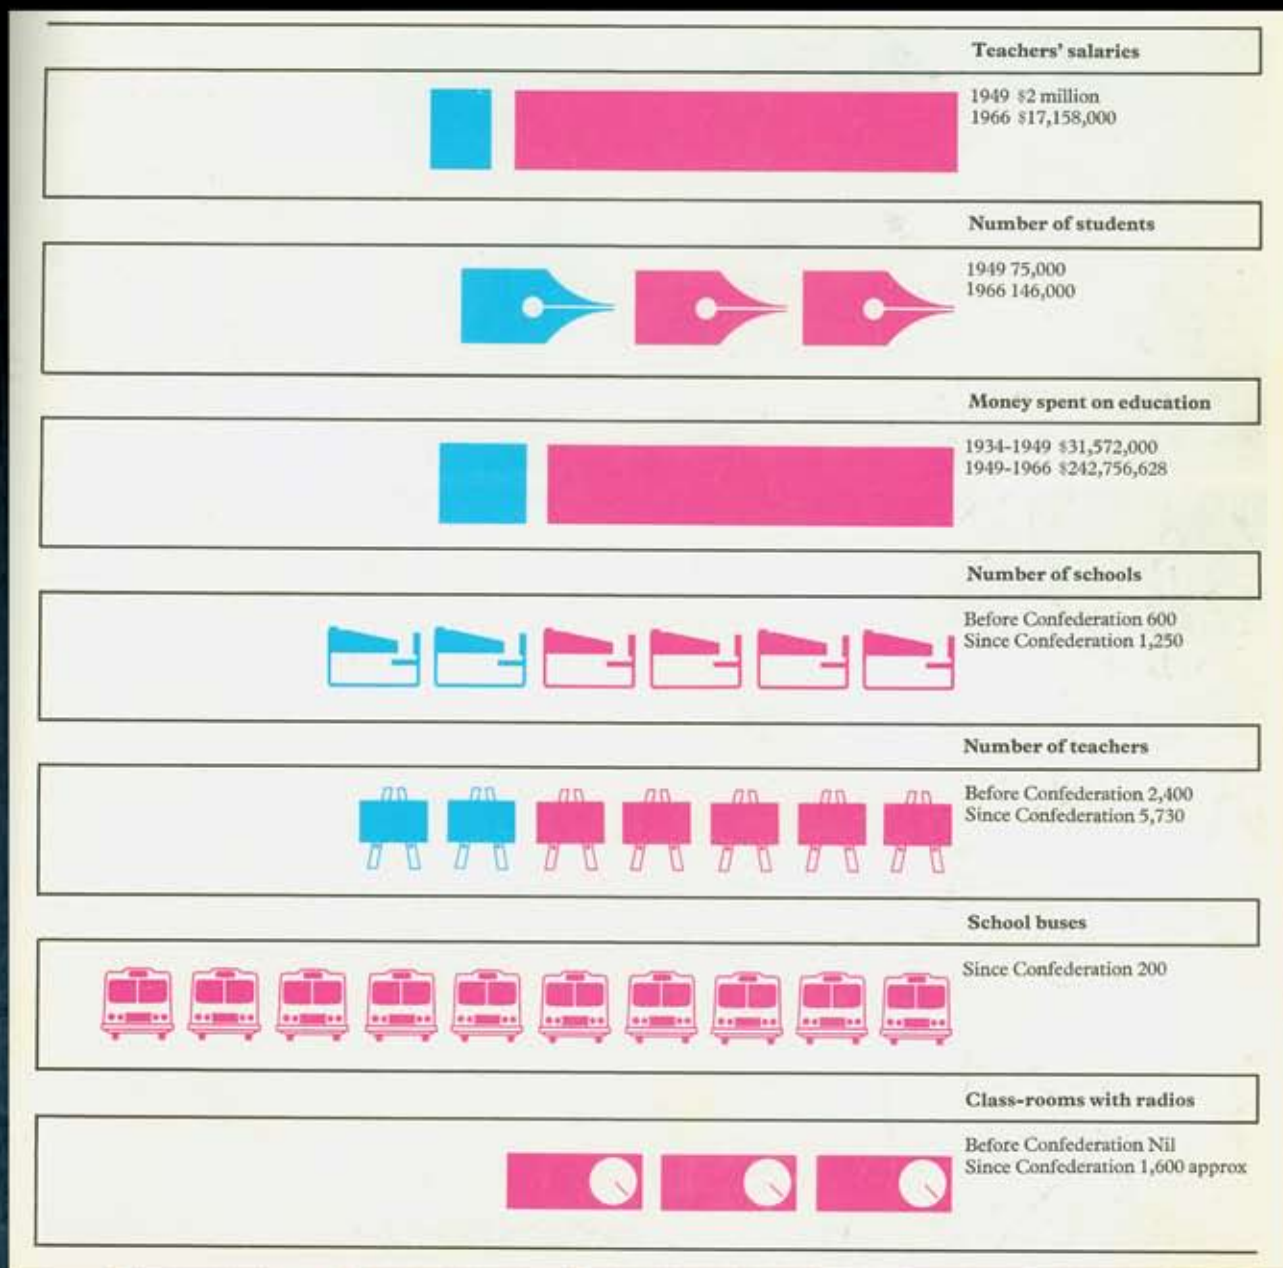 Teachers' salaries
1949 $2 million
1966 $17,158,000
Number of students
1949 75,000
1966 146,000
Money spent on education
1934-1949 $31,572,000
1949-1966 $242,756,628
Number of schools
Before Confederation 600
Since Confederation 1,250
Number of teachers
Before Confederation 2,400
Since Confederation 5,730
School buses
Since Confederation 200
Class-rooms with radios
Before Confederation Nil
Since Confederation 1,600 approx